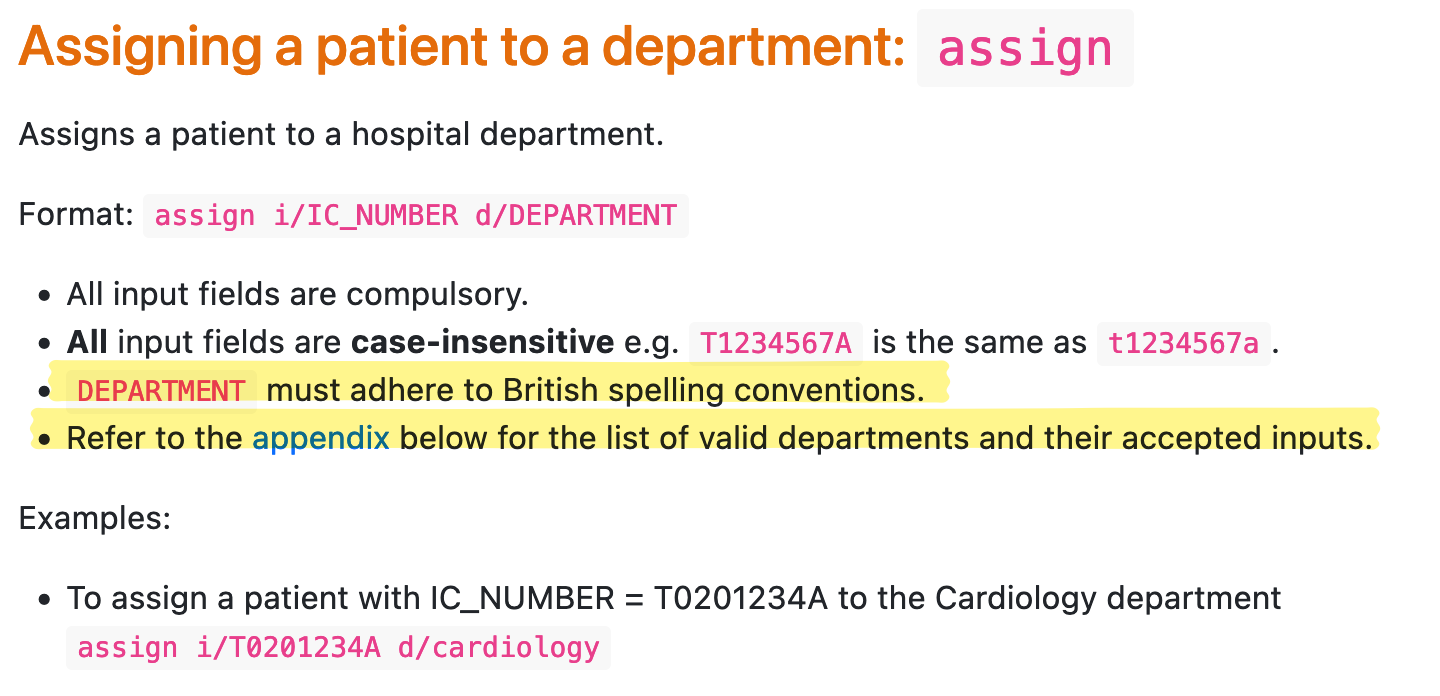 Assigning a patient to a department: assign
Assigns a patient to a hospital department.
Format: assign i/IC_NUMBER d/DEPARTMENT
• All input fields are compulsory.
• All input fields are case-insensitive e.g. T1234567A is the same as t1234567a.
• DEPARTMENT must adhere to British spelling conventions.
• Refer to the appendix below for the list of valid departments and their accepted inputs.
Examples:
• To assign a patient with IC_NUMBER = T0201234A to the Cardiology department
assign i/T0201234A d/cardiology